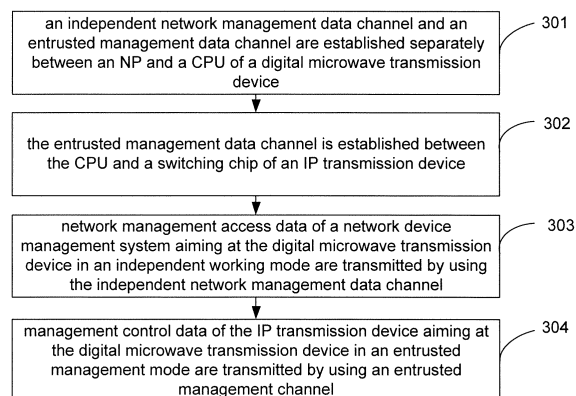 an independent network management data channel and an
entrusted management data channel are established separately
between an NP and a CPU of a digital microwave transmission
device
301
the entrusted management data channel is established between
the CPU and a switching chip of an IP transmission device
302
network management access data of a network device
management system aiming at the digital microwave transmission
device in an independent working mode are transmitted by using
the independent network management data channel
303
management control data of the IP transmission device aiming at
the digital microwave transmission device in an entrusted
management mode are transmitted by using an entrusted
management channel
304